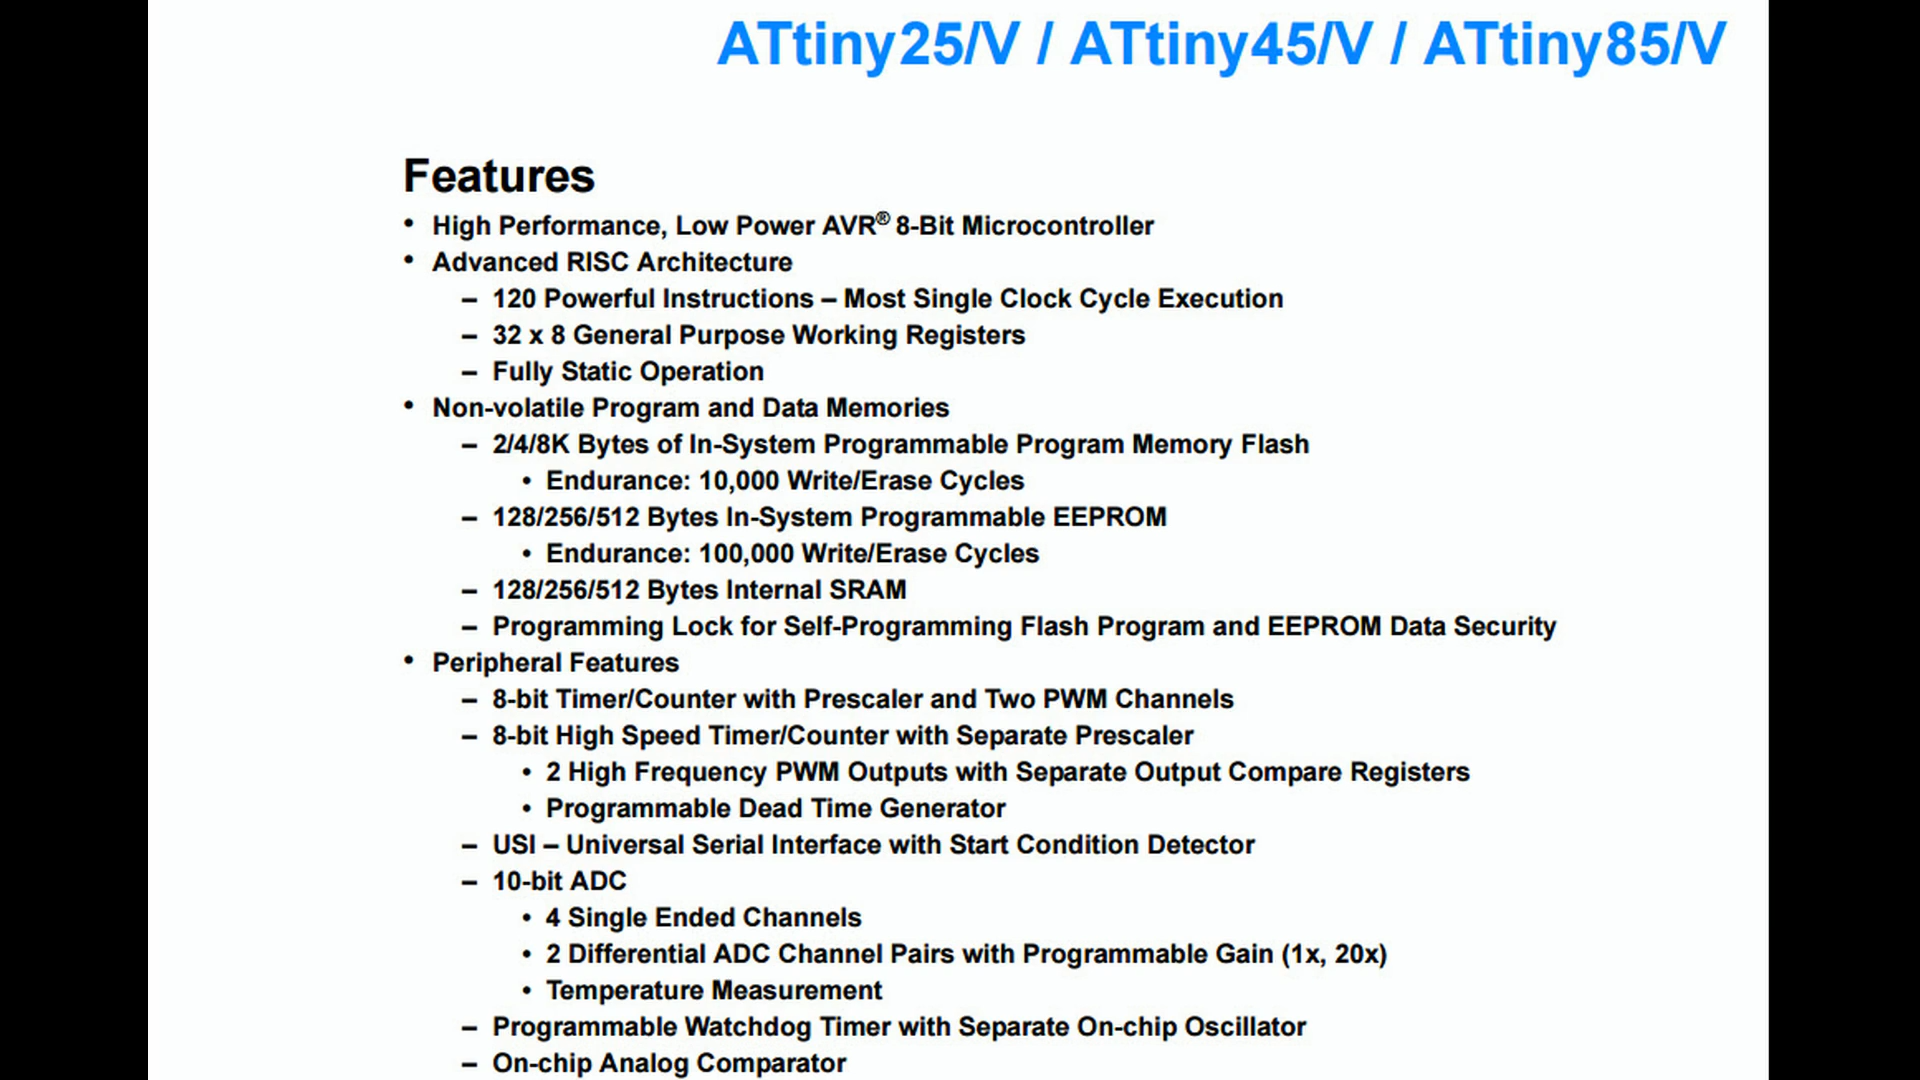 ATtiny25/V / ATtiny45/V / ATtiny85/V
Features
• High Performance, Low Power AVR® 8-Bit Microcontroller
• Advanced RISC Architecture
– 120 Powerful Instructions – Most Single Clock Cycle Execution
– 32 x 8 General Purpose Working Registers
– Fully Static Operation
• Non-volatile Program and Data Memories
– 2/4/8K Bytes of In-System Programmable Program Memory Flash
• Endurance: 10,000 Write/Erase Cycles
– 128/256/512 Bytes In-System Programmable EEPROM
• Endurance: 100,000 Write/Erase Cycles
– 128/256/512 Bytes Internal SRAM
– Programming Lock for Self-Programming Flash Program and EEPROM Data Security
• Peripheral Features
– 8-bit Timer/Counter with Prescaler and Two PWM Channels
– 8-bit High Speed Timer/Counter with Separate Prescaler
• 2 High Frequency PWM Outputs with Separate Output Compare Registers
• Programmable Dead Time Generator
– USI – Universal Serial Interface with Start Condition Detector
– 10-bit ADC
• 4 Single Ended Channels
• 2 Differential ADC Channel Pairs with Programmable Gain (1x, 20x)
• Temperature Measurement
– Programmable Watchdog Timer with Separate On-chip Oscillator
– On-chip Analog Comparator